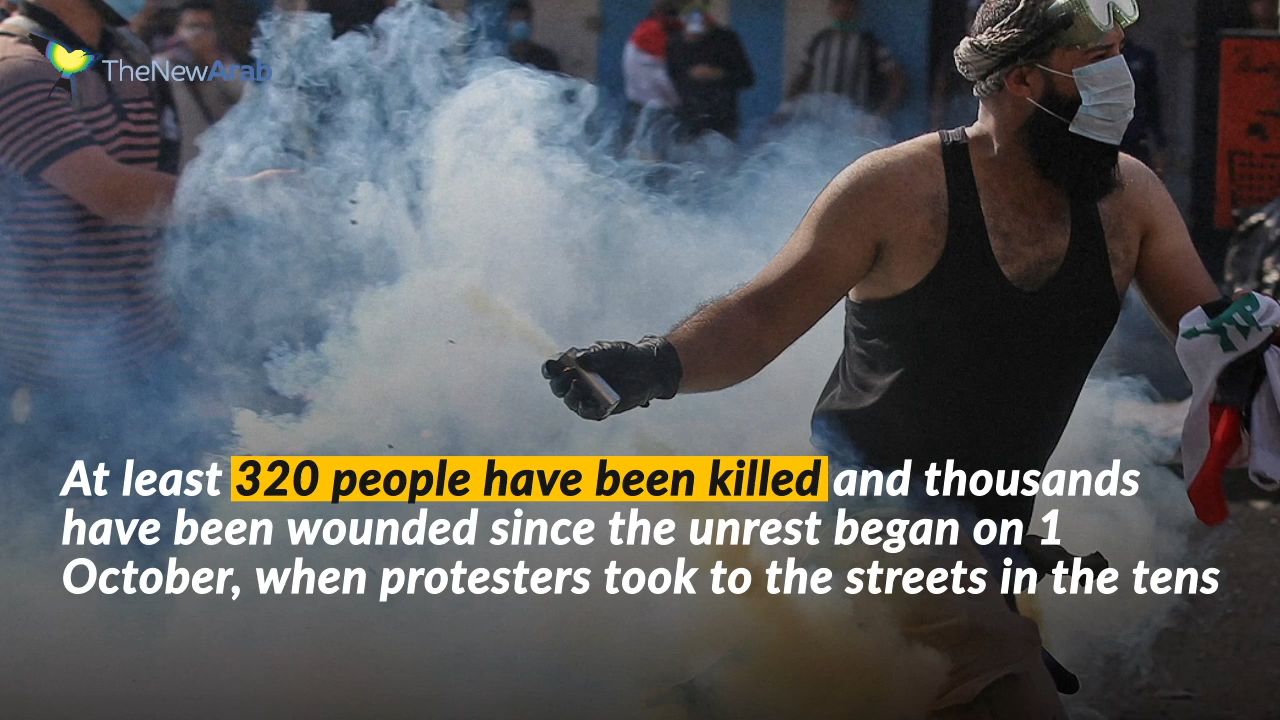 TheNewArab
At least 320 people have been killed and thousands
have been wounded since the unrest began on 1
October, when protesters took to the streets in the tens